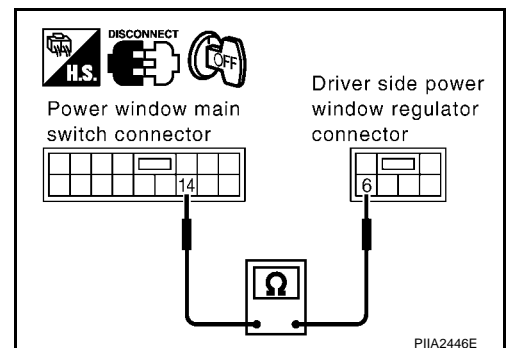 DISCONNECT
H.S.
OFF
Power window main
switch connector
Driver side power
window regulator
connector
14
6
Ω
PIIA2446E